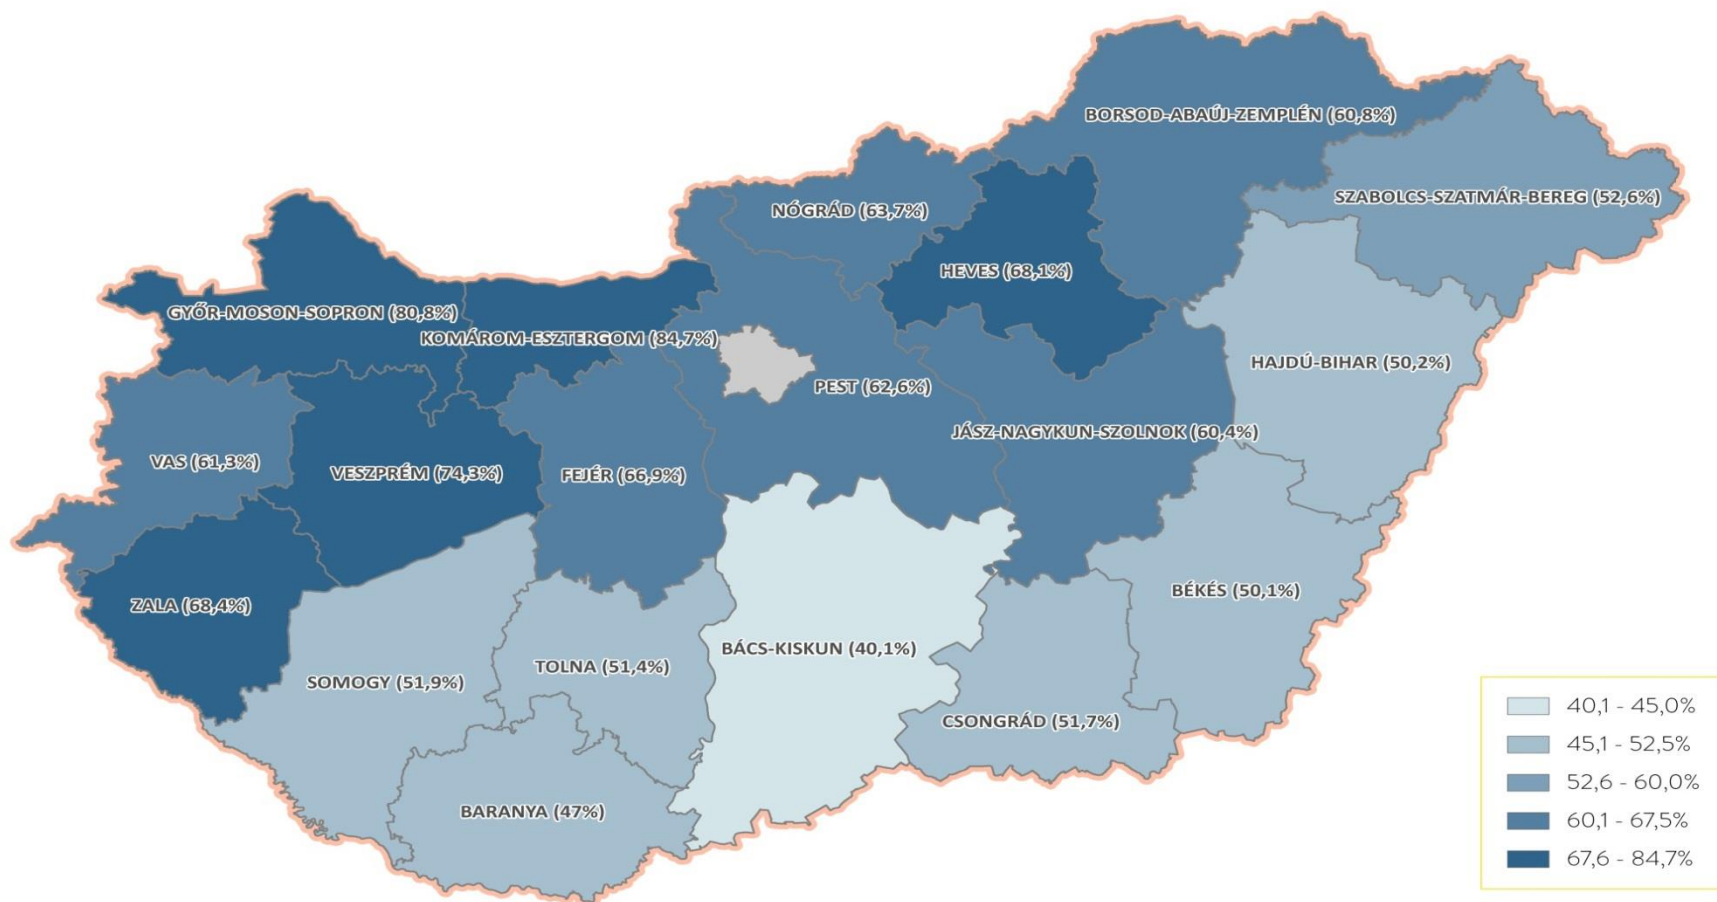 BORSOD-ABAÚJ-ZEMPLÉN (60,8%)
SZABOLCS-SZATMÁR-BEREG (52,6%)
NÓGRÁD (63,7%)
HEVES (68,1%)
GYŐR-MOSON-SOPRON (80,8%)
KOMÁROM-ESZTERGOM (84,7%)
HAJDÚ-BIHAR (50,2%)
PEST (62,6%)
JÁSZ-NAGYKUN-SZOLNOK (60,4%)
VAS (61,3%)
VESZPRÉM (74,3%)
FEJÉR (66,9%)
BÉKÉS (50,1%)
ZALA (68,4%)
BÁCS-KISKUN (40,1%)
TOLNA (51,4%)
SOMOGY (51,9%)
CSONGRÁD (51,7%)
BARANYA (47%)
40,1 - 45,0%
45,1 - 52,5%
52,6 - 60,0%
60,1 - 67,5%
67,6 - 84,7%